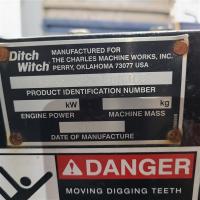 Ditch Witch
MANUFACTURED FOR
THE CHARLES MACHINE WORKS, INC.
PERRY, OKLAHOMA 73077 USA
PRODUCT IDENTIFICATION NUMBER
kW
kg
ENGINE POWER
MACHINE MASS
DATE OF MANUFACTURE
DANGER
MOVING DIGGING TEETH